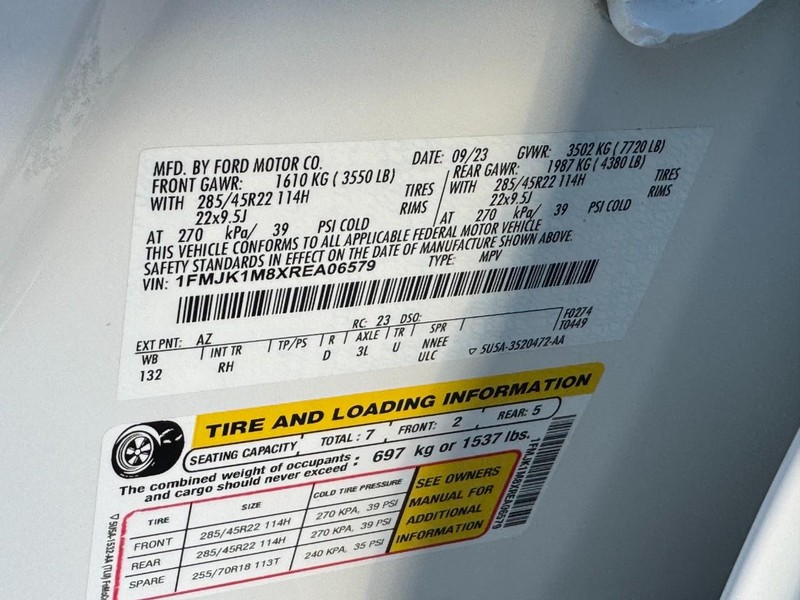 MFD. BY FORD MOTOR CO.
DATE: 09/23 GVWR: 3502 KG ( 7720 LB)
FRONT GAWR: 1610 KG ( 3550 LB)
REAR GAWR: 1987 KG ( 4380 LB)
WITH 285/45R22 114H TIRES
WITH 285/45R22 114H TIRES
22x9.5J RIMS
22x9.5J RIMS
AT 270 kPa/ 39 PSI COLD
AT 270 kPa/ 39 PSI COLD
THIS VEHICLE CONFORMS TO ALL APPLICABLE FEDERAL MOTOR VEHICLE
SAFETY STANDARDS IN EFFECT ON THE DATE OF MANUFACTURE SHOWN ABOVE.
VIN: 1FMJK1M8XREA06579 TYPE: MPV
EXT PNT: AZ RC: 23 DSO: F0274
WB INT TR TP/PS R AXLE TR SPR T0449
132 RH D 3L U NNEE
ULC ▽ 5U5A-3520472-AA
TIRE AND LOADING INFORMATION
SEATING CAPACITY TOTAL : 7 FRONT: 2 REAR: 5
The combined weight of occupants
and cargo should never exceed : 697 kg or 1537 lbs.
TIRE SIZE COLD TIRE PRESSURE
FRONT 285/45R22 114H 270 KPA, 39 PSI
REAR 285/45R22 114H 270 KPA, 39 PSI
SPARE 255/70R18 113T 240 KPA, 35 PSI
SEE OWNERS
MANUAL FOR
ADDITIONAL
INFORMATION
1FMJK1M8XREA06579